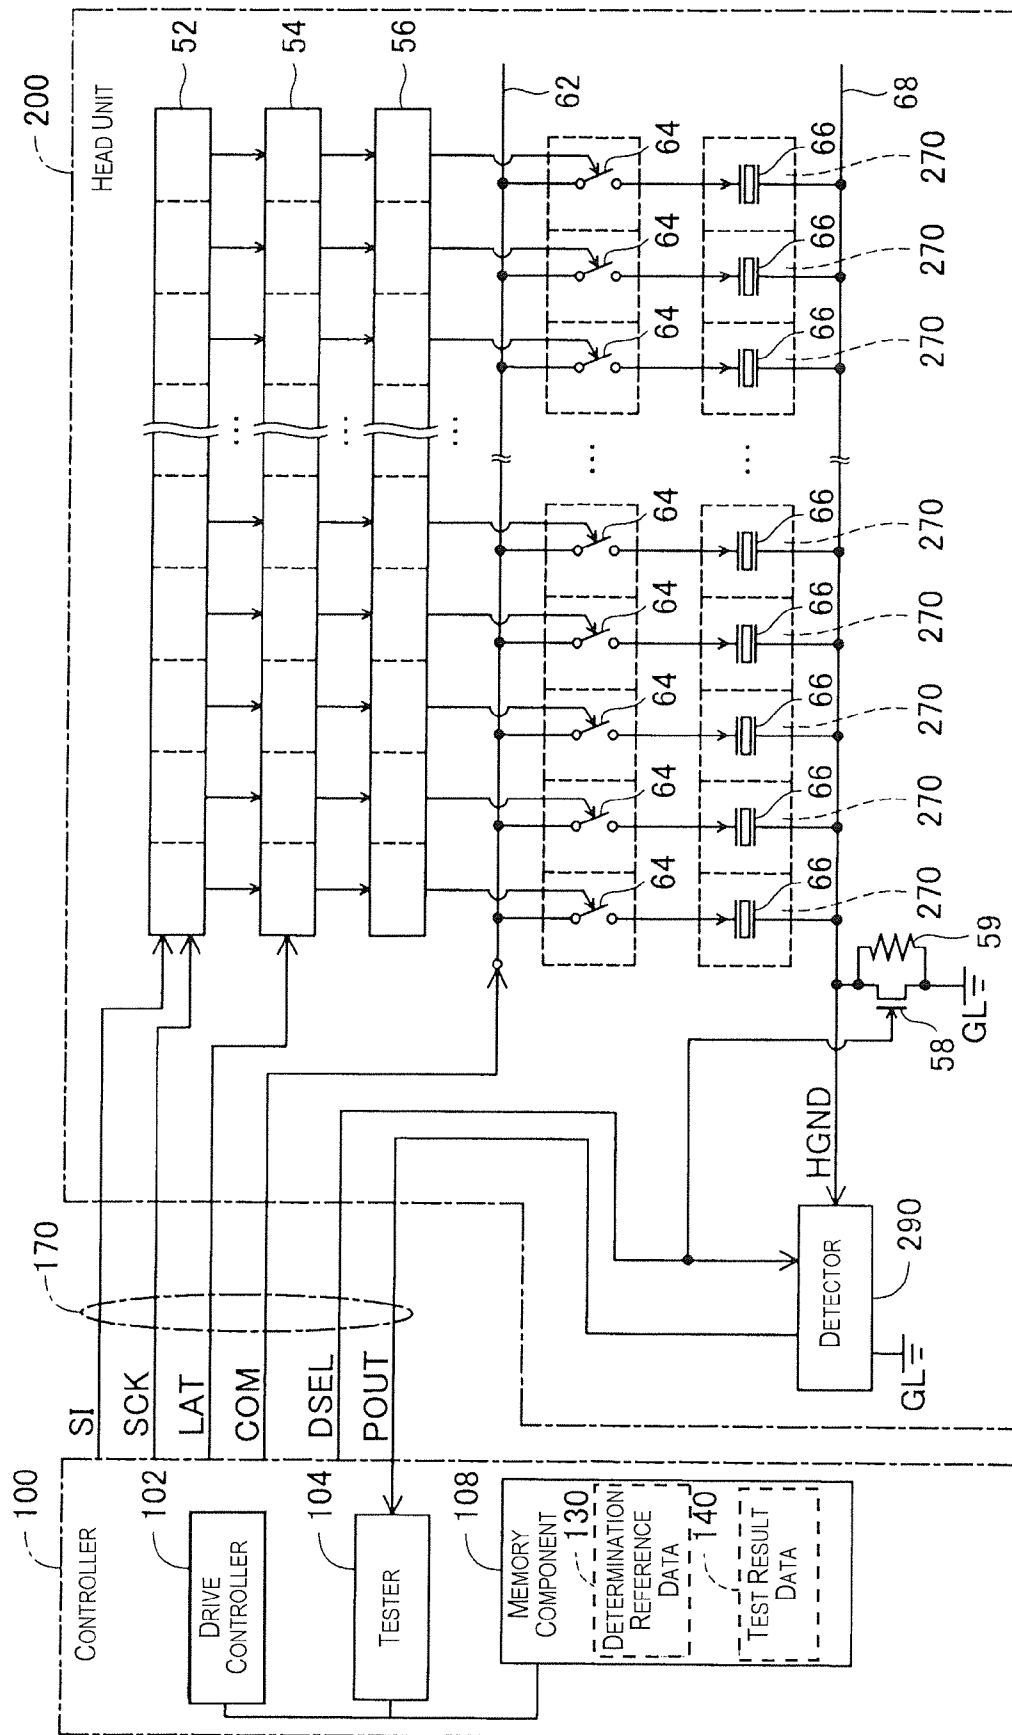 100
CONTROLLER
102
DRIVE
CONTROLLER
104
TESTER
108
MEMORY
COMPONENT
130
DETERMINATION
REFERENCE
DATA
140
TEST RESULT
DATA
SI
SCK
LAT
COM
DSEL
POUT
170
200
HEAD UNIT
52
54
56
...
...
...
62
64
64
64
64
64
64
64
64
...
66
66
66
66
66
66
66
66
...
270
270
270
270
270
270
270
270
68
HGND
DETECTOR
290
GL
58
59
GL